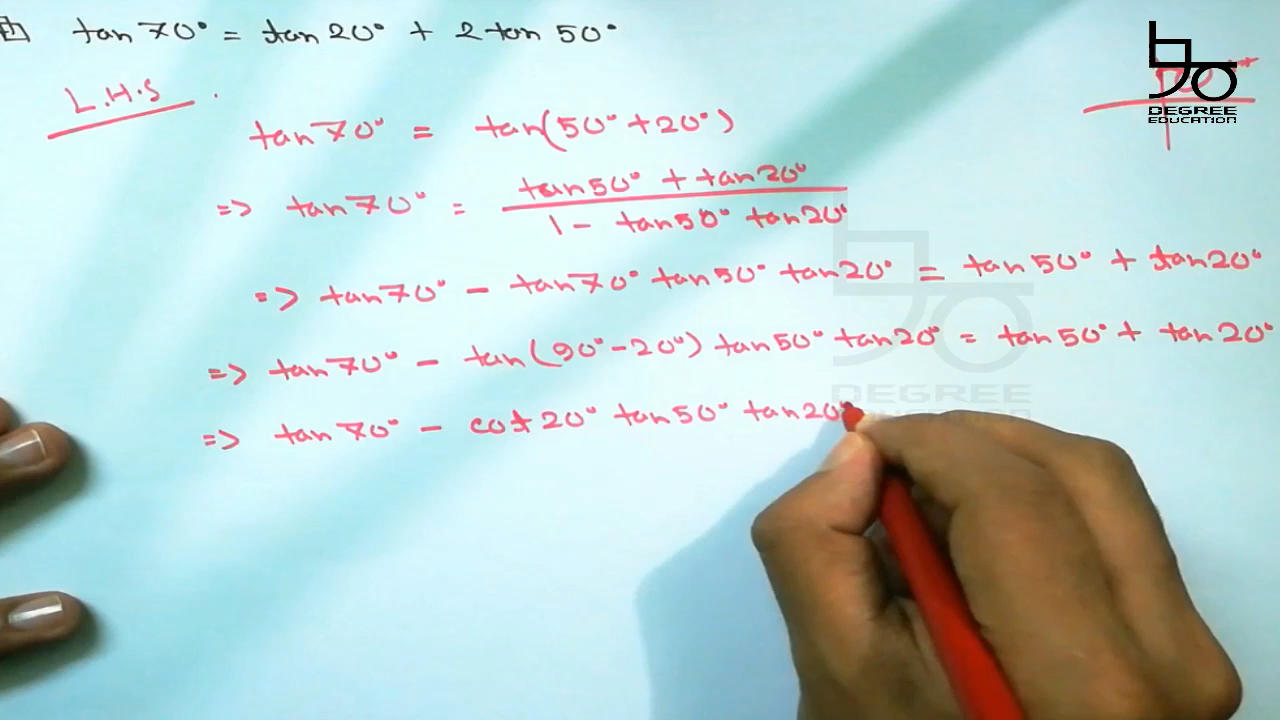 tan 70° = tan 20° + 2 tan 50°
L.H.S.
DEGREE
EDUCATION
tan 70° = tan(50° + 20°)
=> tan 70° = tan 50° + tan 20° / 1 - tan 50° tan 20°
=> tan 70° - tan 70° tan 50° tan 20° = tan 50° + tan 20°
=> tan 70° - tan(90° - 20°) tan 50° tan 20° = tan 50° + tan 20°
DEGREE
=> tan 70° - cot 20° tan 50° tan 20°